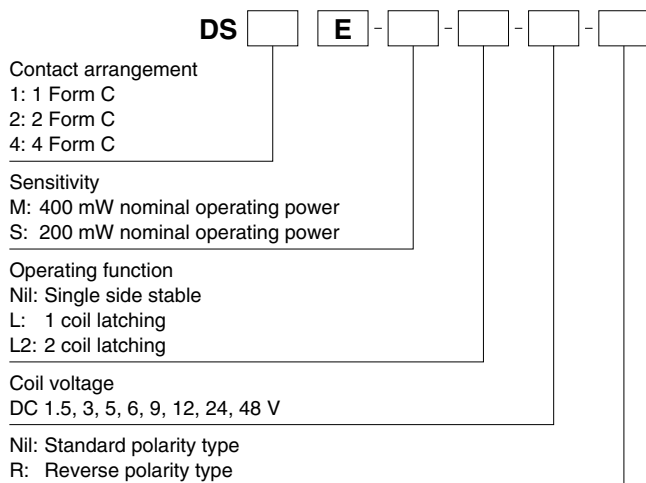 DS E - - - -
Contact arrangement
1: 1 Form C
2: 2 Form C
4: 4 Form C
Sensitivity
M: 400 mW nominal operating power
S: 200 mW nominal operating power
Operating function
Nil: Single side stable
L: 1 coil latching
L2: 2 coil latching
Coil voltage
DC 1.5, 3, 5, 6, 9, 12, 24, 48 V
Nil: Standard polarity type
R: Reverse polarity type